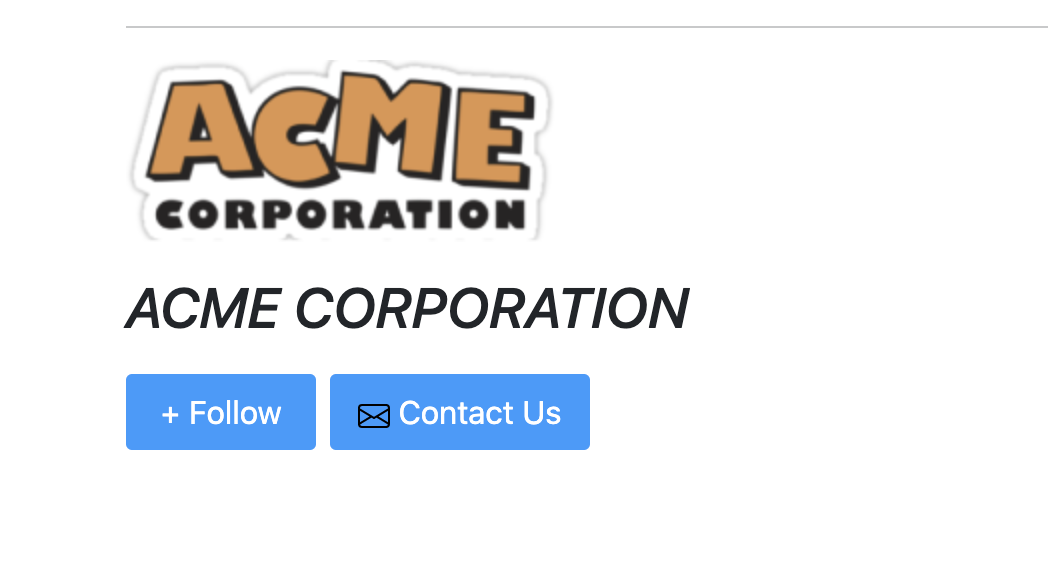 ACME
CORPORATION
ACME CORPORATION
+ Follow
Contact Us